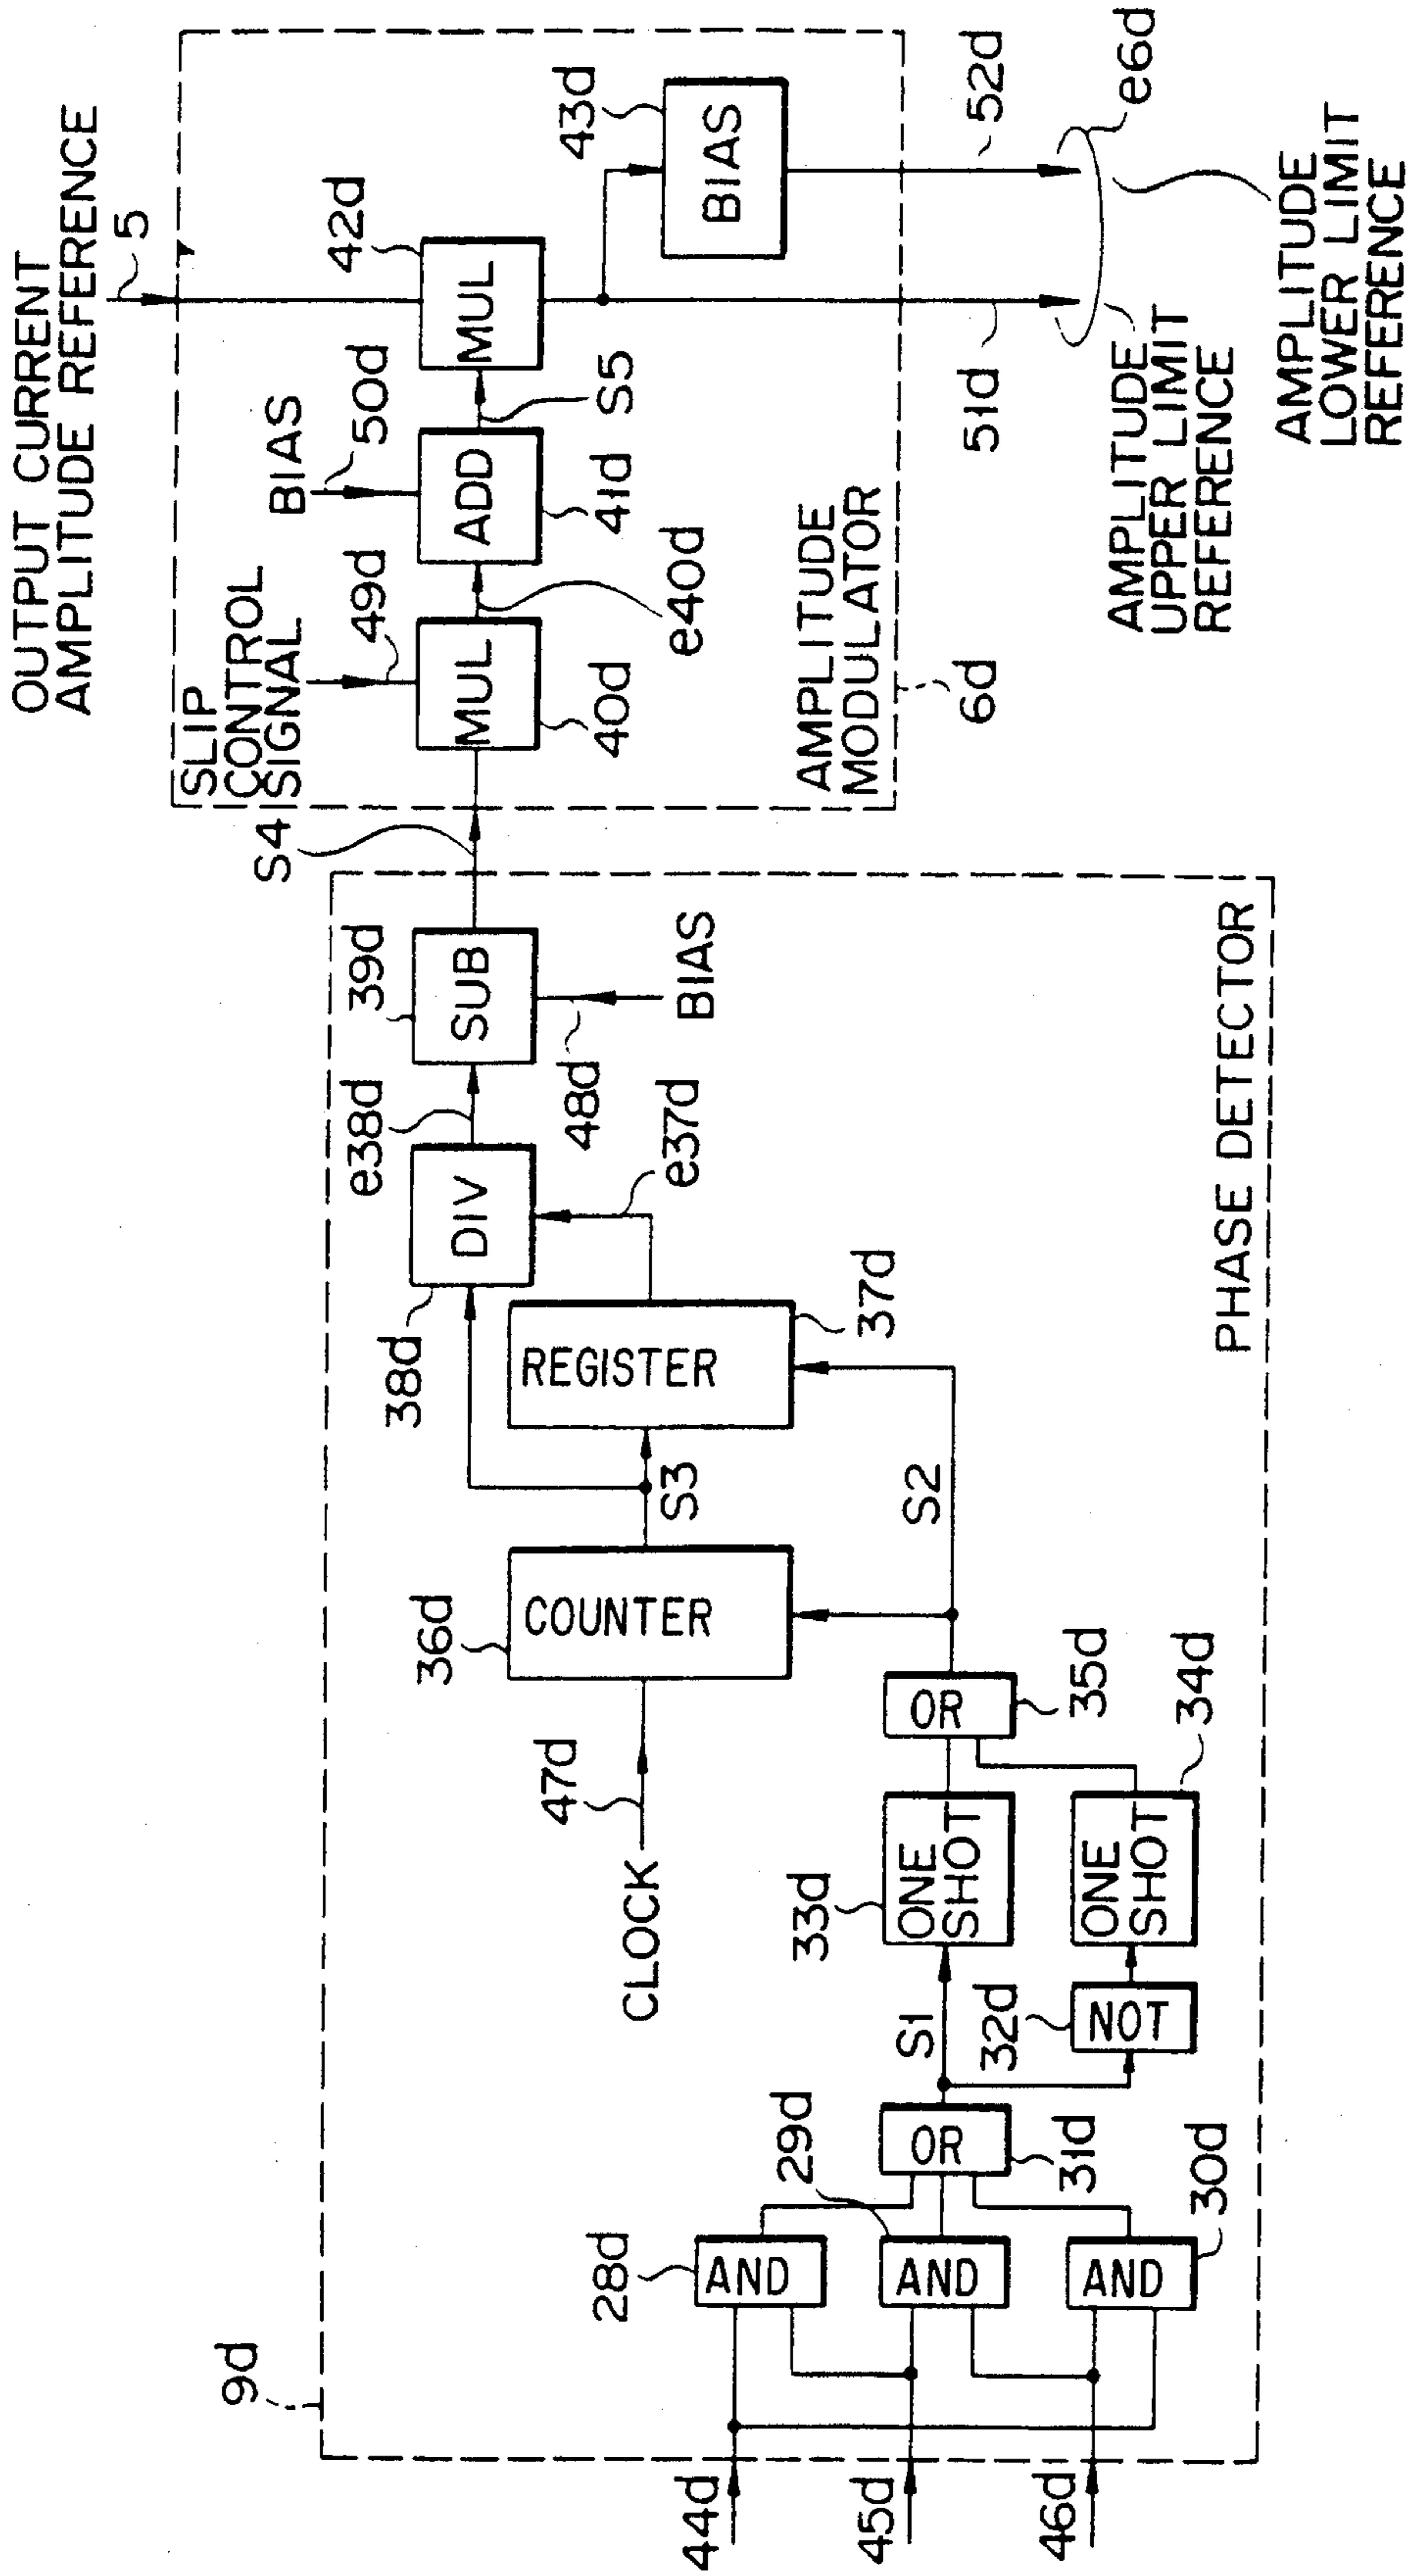 OUTPUT CURRENT
AMPLITUDE REFERENCE
5
SLIP
CONTROL
SIGNAL
49d
BIAS
50d
42d
43d
S4
MUL
ADD
MUL
BIAS
40d
e40d
41d
S5
AMPLITUDE
MODULATOR
6d
51d
52d
e6d
AMPLITUDE
UPPER LIMIT
REFERENCE
AMPLITUDE
LOWER LIMIT
REFERENCE
9d
38d
e38d
39d
DIV
SUB
48d
BIAS
36d
COUNTER
S3
REGISTER
37d
e37d
CLOCK
47d
S2
28d
29d
AND
AND
AND
30d
OR
31d
S1
32d
NOT
33d
ONE
SHOT
ONE
SHOT
34d
OR
35d
44d
45d
46d
PHASE DETECTOR